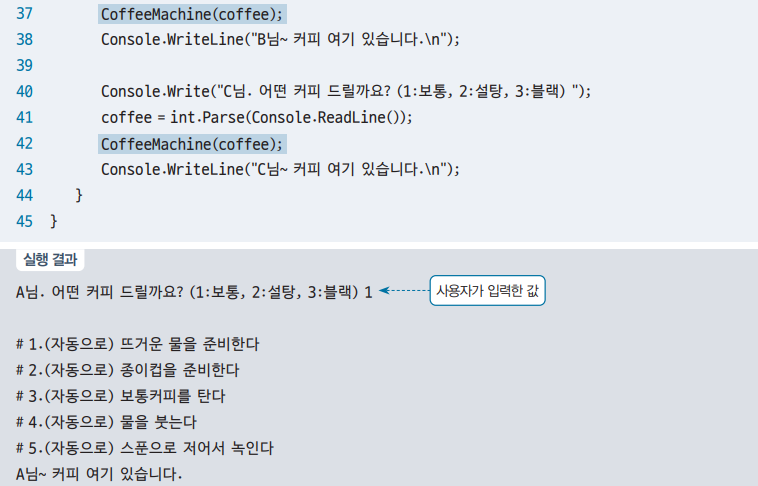 37 CoffeeMachine(coffee);
38 Console.WriteLine("B님~ 커피 여기 있습니다.\n");
39
40 Console.Write("C님. 어떤 커피 드릴까요? (1:보통, 2:설탕, 3:블랙) ");
41 coffee = int.Parse(Console.ReadLine());
42 CoffeeMachine(coffee);
43 Console.WriteLine("C님~ 커피 여기 있습니다.\n");
44 }
45 }
실행 결과
A님. 어떤 커피 드릴까요? (1:보통, 2:설탕, 3:블랙) 1 사용자가 입력한 값
# 1.(자동으로) 뜨거운 물을 준비한다
# 2.(자동으로) 종이컵을 준비한다
# 3.(자동으로) 보통커피를 탄다
# 4.(자동으로) 물을 붓는다
# 5.(자동으로) 스푼으로 저어서 녹인다
A님~ 커피 여기 있습니다.